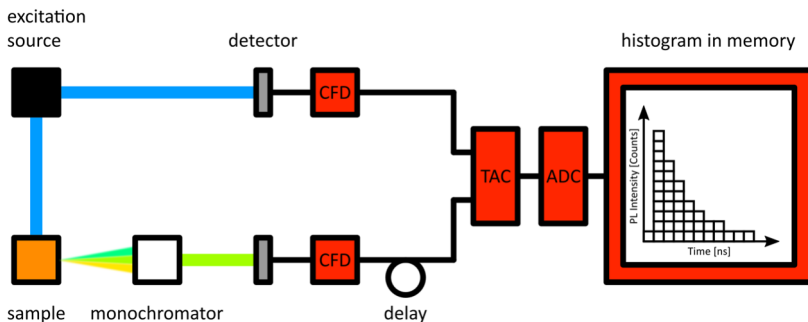 excitation
source
detector
histogram in memory
CFD
TAC
ADC
PL Intensity [Counts]
Time [ns]
CFD
sample
monochromator
delay